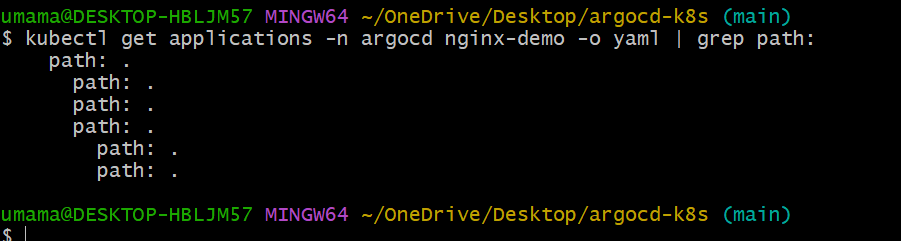 umama@DESKTOP-HBLJM57 MINGW64 ~/OneDrive/Desktop/argocd-k8s (main)
$ kubectl get applications -n argocd nginx-demo -o yaml | grep path:
    path: .
      path: .
      path: .
      path: .
        path: .
        path: .

umama@DESKTOP-HBLJM57 MINGW64 ~/OneDrive/Desktop/argocd-k8s (main)
$